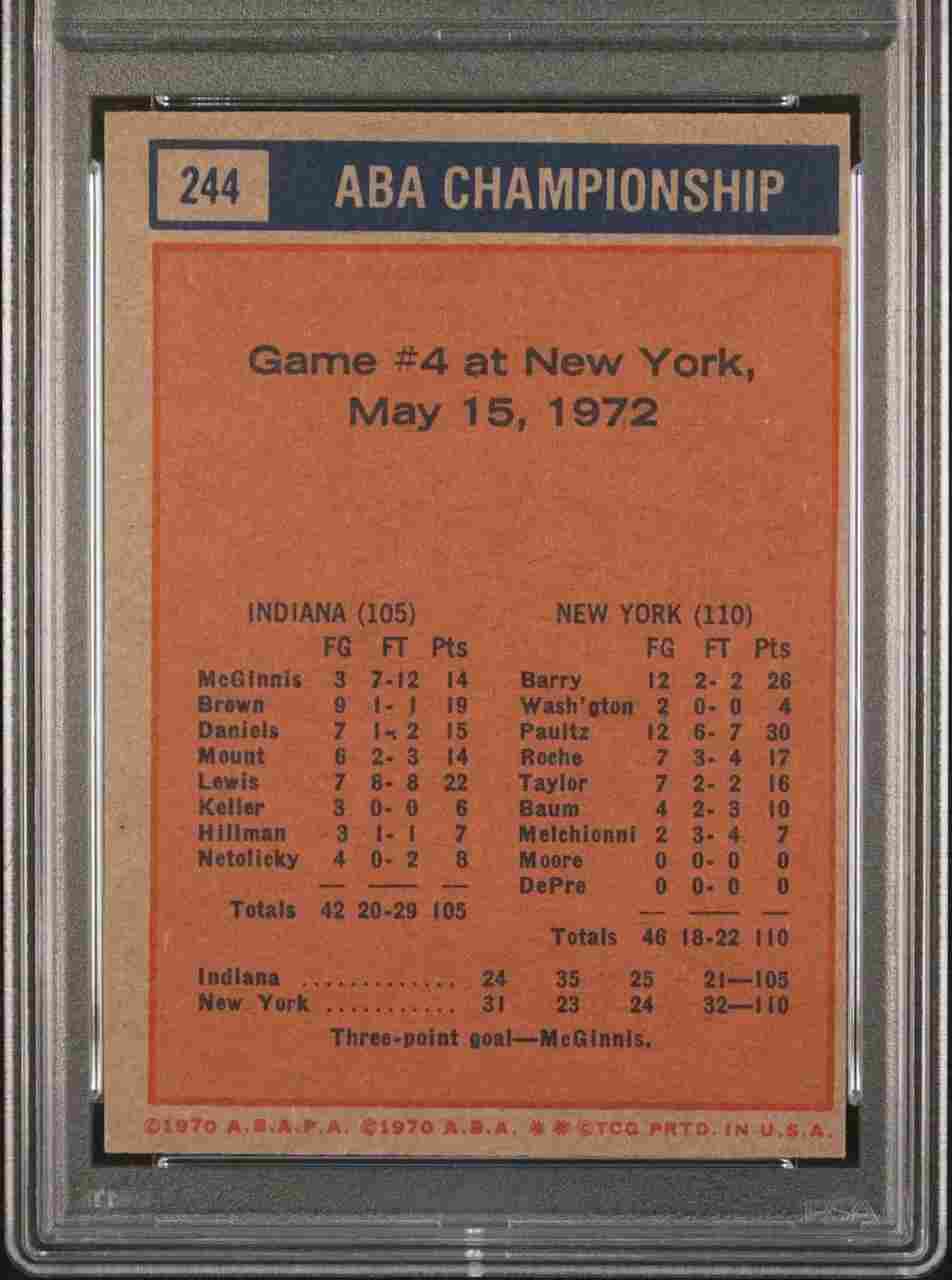 244 ABA CHAMPIONSHIP
Game #4 at New York,
May 15, 1972
INDIANA (105)
FG FT Pts
McGinnis 3 7-12 14
Brown 9 1- 1 19
Daniels 7 1- 2 15
Mount 6 2- 3 14
Lewis 7 8- 8 22
Keller 3 0- 0 6
Hillman 3 1- 1 7
Netolicky 4 0- 2 8
Totals 42 20-29 105
NEW YORK (110)
FG FT Pts
Barry 12 2- 2 26
Wash'gton 2 0- 0 4
Paultz 12 6- 7 30
Roche 7 3- 4 17
Taylor 7 2- 2 16
Baum 4 2- 3 10
Melchionni 2 3- 4 7
Moore 0 0- 0 0
DePre 0 0- 0 0
Totals 46 18-22 110
Indiana ............. 24 35 25 21—105
New York ........... 31 23 24 32—110
Three-point goal—McGinnis.
©1970 A.B.A.P.A. ©1970 A.B.A. * * ©TCG PRTD. IN U.S.A.
PSA